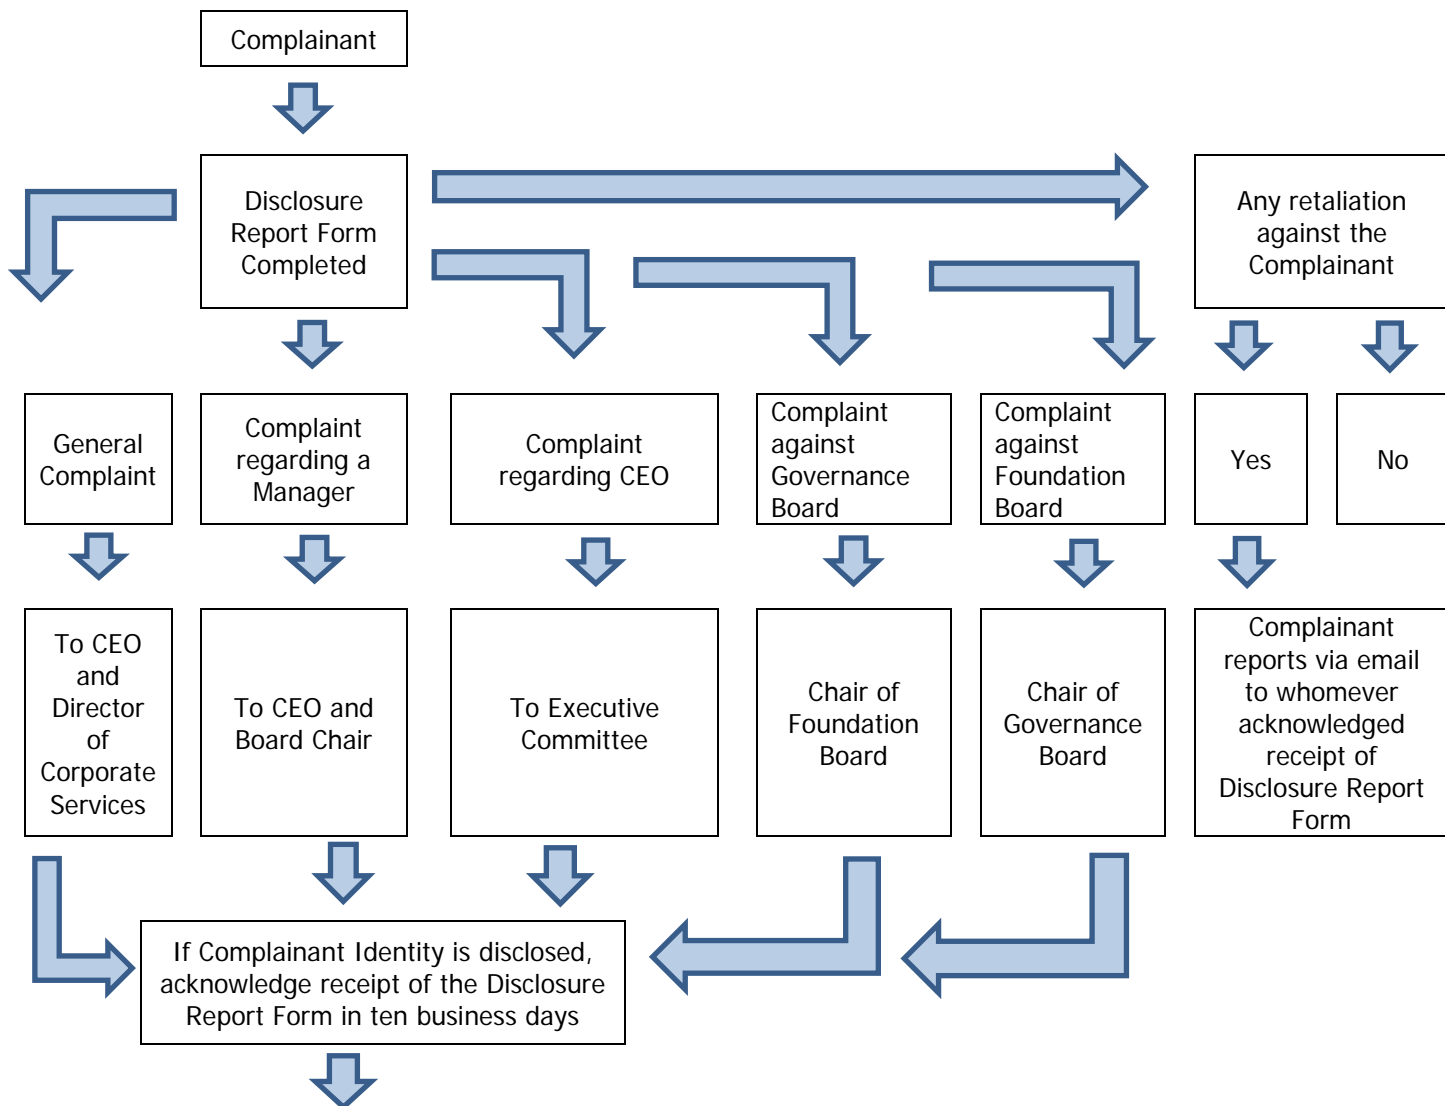 Complainant
Disclosure
Report Form
Completed
Any retaliation
against the
Complainant
General
Complaint
Complaint
regarding a
Manager
Complaint
regarding CEO
Complaint
against
Governance
Board
Complaint
against
Foundation
Board
Yes
No
To CEO
and
Director
of
Corporate
Services
To CEO and
Board Chair
To Executive
Committee
Chair of
Foundation
Board
Chair of
Governance
Board
Complainant
reports via email
to whomever
acknowledged
receipt of
Disclosure Report
Form
If Complainant Identity is disclosed,
acknowledge receipt of the Disclosure
Report Form in ten business days